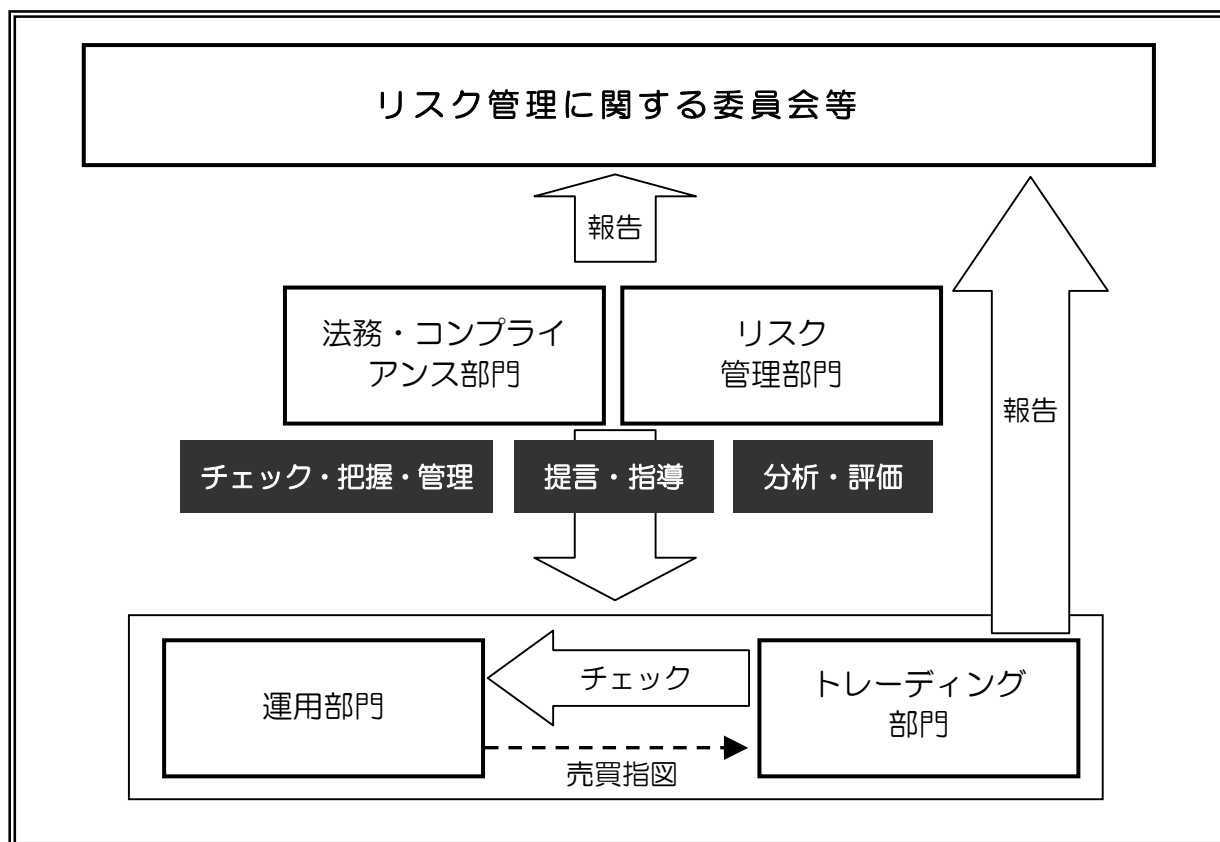 リスク管理に関する委員会等
報告
法務・コンプライ
アンス部門
リスク
管理部門
報告
チェック・把握・管理
提言・指導
分析・評価
運用部門
チェック
売買指図
トレーディング
部門